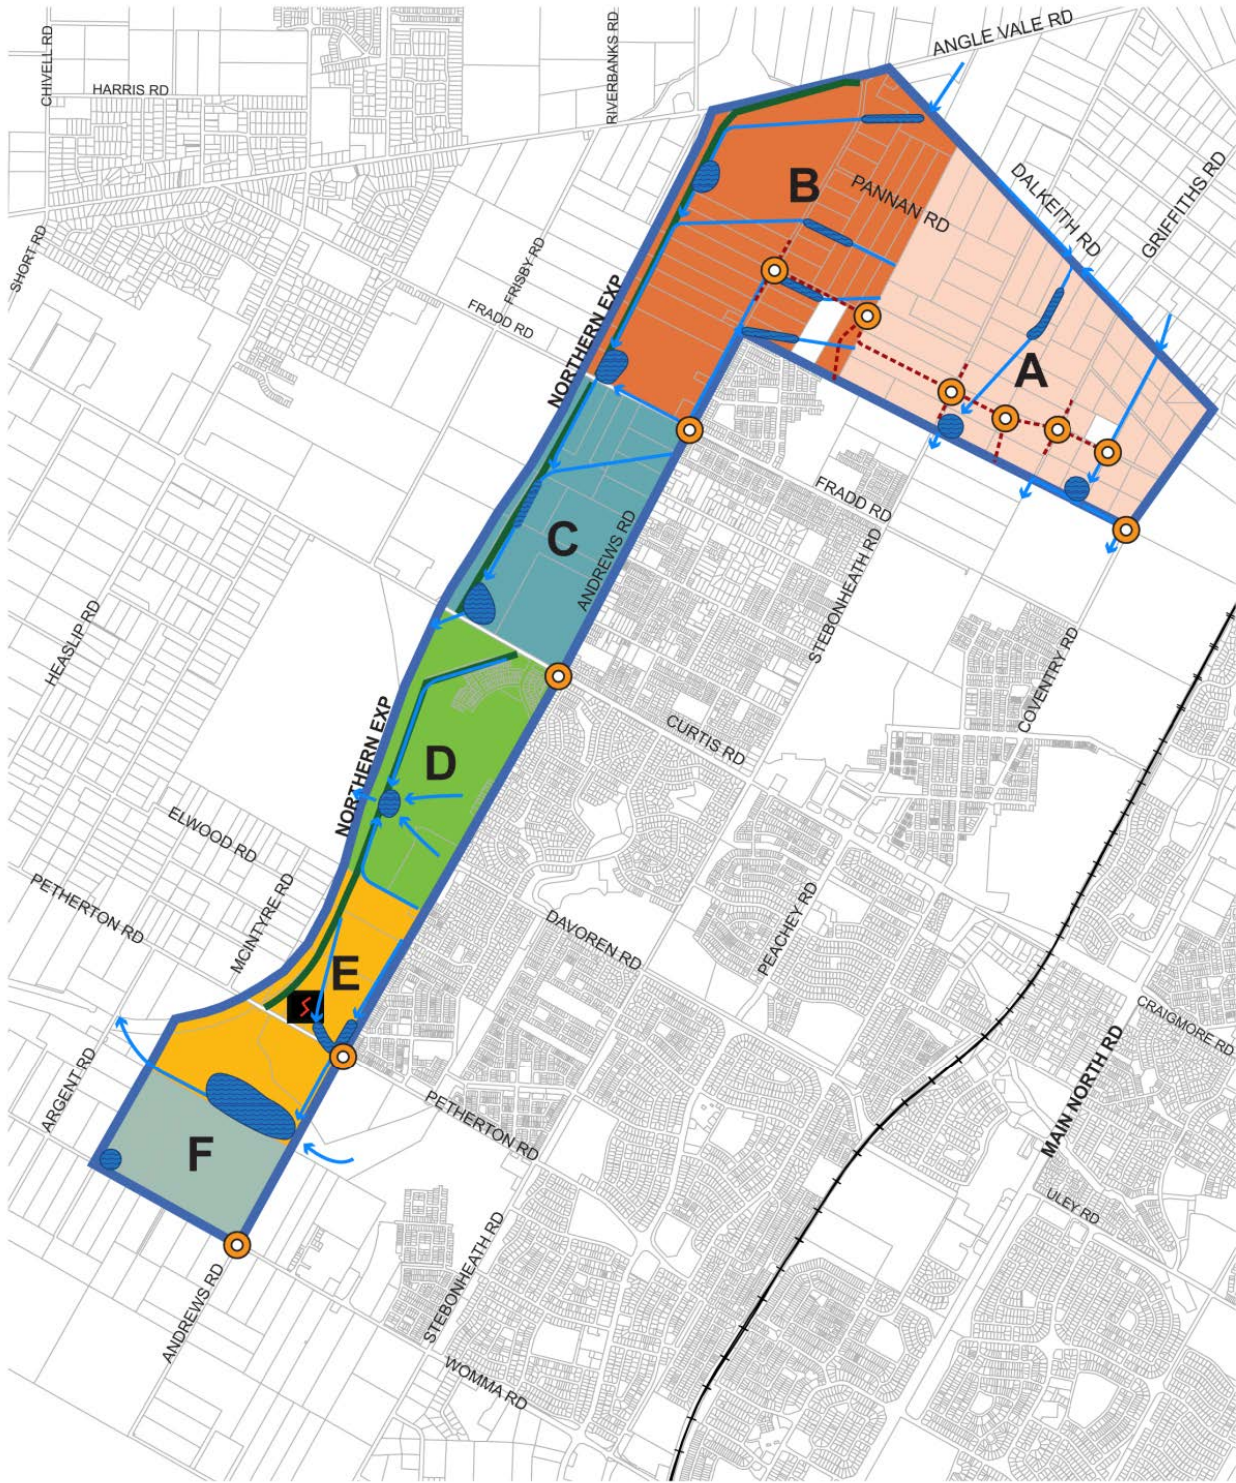 ANGLE VALE RD
CHIVELL RD
HARRIS RD
RIVERBANKS RD
B
PANNAN RD
DALKEITH RD
GRIFFITHS RD
SHORT RD
FRISBY RD
FRADD RD
NORTHERN EXP
A
FRADD RD
C
ANDREWS RD
STEBONHEATH RD
HEASLIP RD
COVENTRY RD
CURTIS RD
D
NORTHERN EXP
ELWOOD RD
PETHERTON RD
MCINTYRE RD
DAVOREN RD
PEACHEY RD
E
CRAIGMORE RD
MAIN NORTH RD
ARGENT RD
PETHERTON RD
F
ULEY RD
STEBONHEATH RD
ANDREWS RD
WOMMA RD